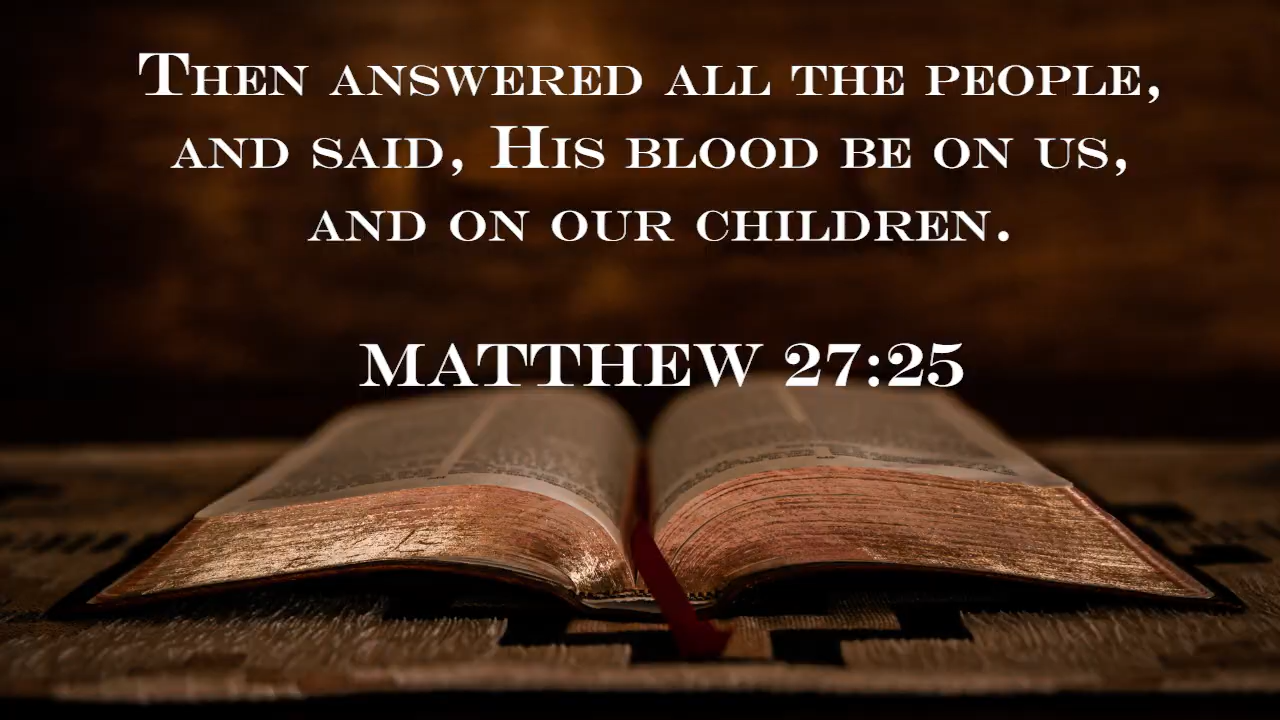 Then answered all the people,
and said, His blood be on us,
and on our children.
MATTHEW 27:25